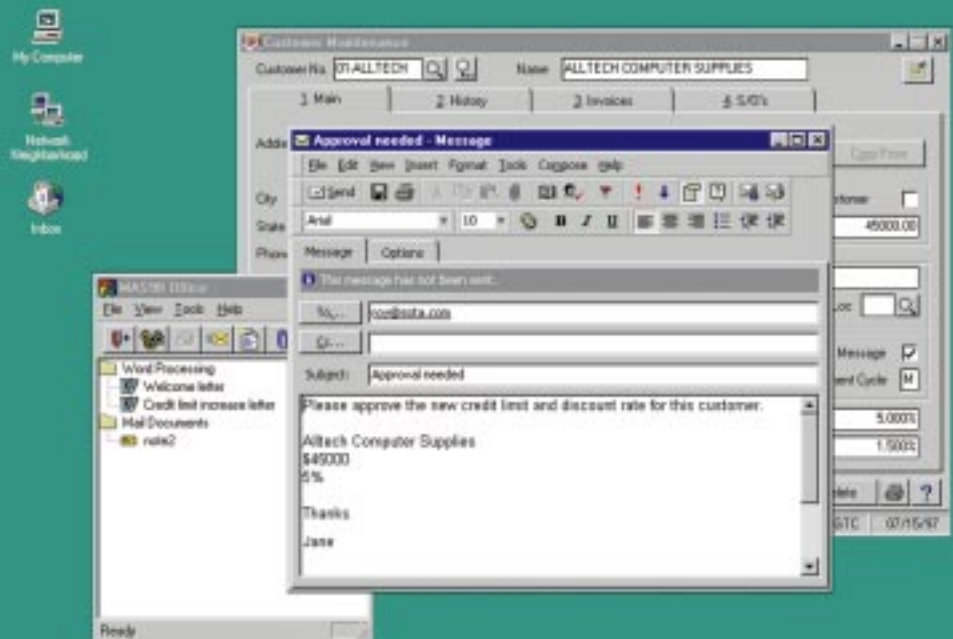 My Computer
Network
Neighborhood
Inbox
Customer Maintenance
Customer No. 01-ALLTECH
Name ALLTECH COMPUTER SUPPLIES
1. Main
2. History
3. Invoices
4. S/O's
City
State
Phone
Copy From
45000.00
Loc
Message
Cycle M
5.000%
1.500%
07/15/97
Approval needed - Message
File Edit View Insert Format Tools Compose Help
Send
Arial
10
B I U
Message
Options
This message has not been sent.
To...
Cc...
Subject: Approval needed
Please approve the new credit limit and discount rate for this customer.
Alltech Computer Supplies
$45000
5%
Thanks
Jane
MAS90 Office
File View Tools Help
Word Processing
Welcome letter
Credit limit increase letter
Mail Documents
note2
Ready